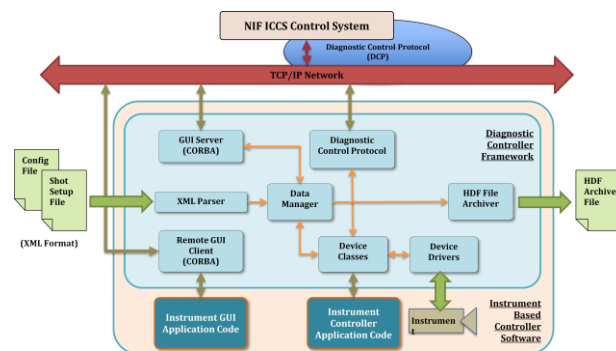 NIF ICCS Control System
Diagnostic Control Protocol
(DCP)
TCP/IP Network
GUI Server
(CORBA)
Diagnostic
Control Protocol
Diagnostic
Controller
Framework
Config
File
Shot
Setup
File
(XML Format)
XML Parser
Data
Manager
HDF File
Archiver
HDF
Archive
File
Remote GUI
Client
(CORBA)
Device
Classes
Device
Drivers
Instrument GUI
Application Code
Instrument
Controller
Application Code
Instrumen
t
Instrument
Based
Controller
Software